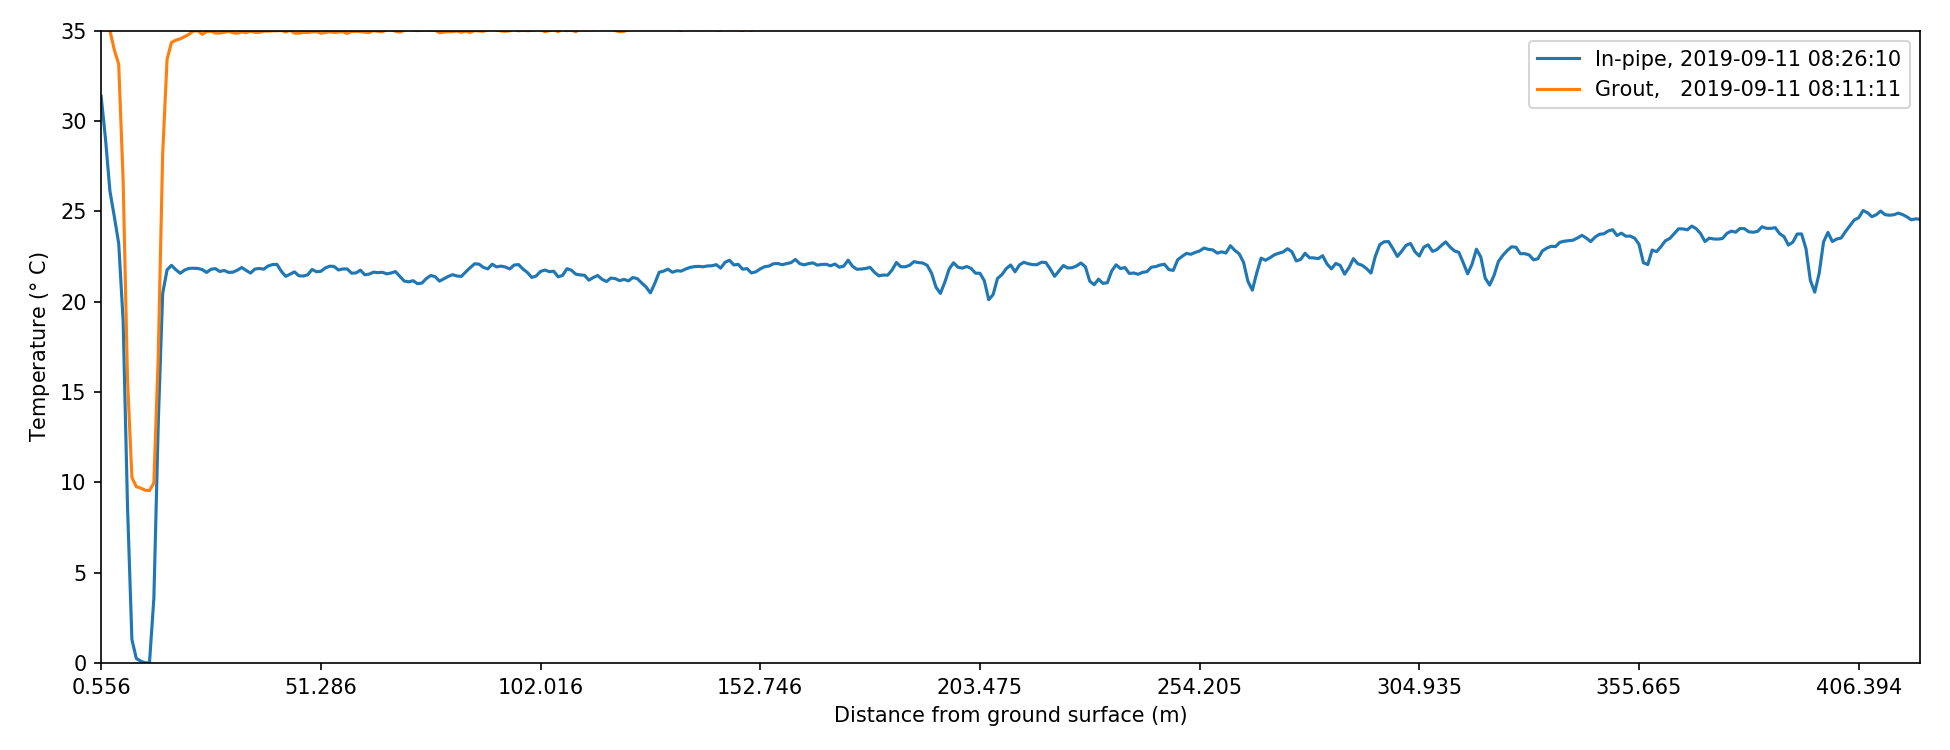 35
30
25
20
15
10
5
0
Temperature (° C)
In-pipe, 2019-09-11 08:26:10
Grout,   2019-09-11 08:11:11
0.556 51.286 102.016 152.746 203.475 254.205 304.935 355.665 406.394
Distance from ground surface (m)